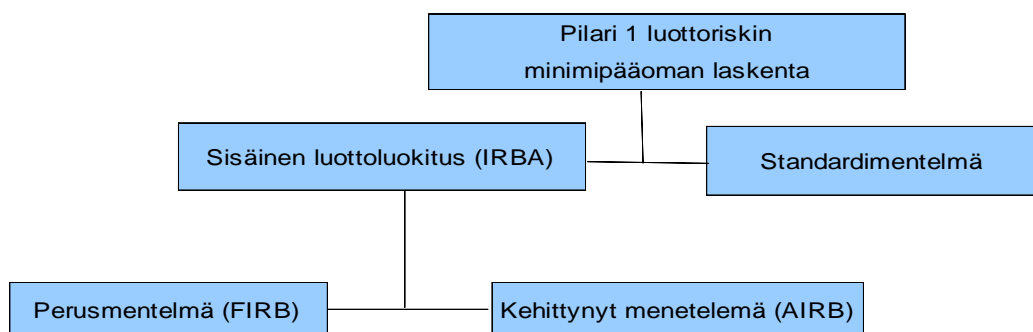 Pilari 1 luottoriskin
minimipääoman laskenta
Sisäinen luottoluokitus (IRBA)
Standardimentelmä
Perusmentelmä (FIRB)
Kehittynyt menetelemä (AIRB)